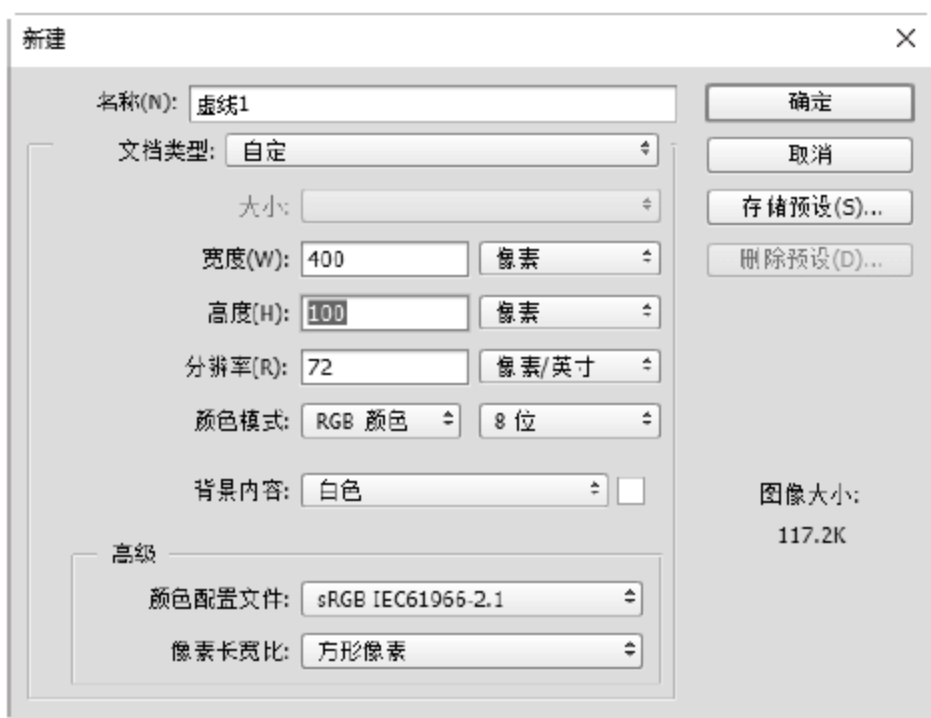 新建
名称(N): 虚线1
确定
文档类型: 自定
取消
大小:
存储预设(S)...
宽度(W): 400 像素
删除预设(D)...
高度(H): 100 像素
分辨率(R): 72 像素/英寸
颜色模式: RGB 颜色 8 位
背景内容: 白色
图像大小:
117.2K
高级
颜色配置文件: sRGB IEC61966-2.1
像素长宽比: 方形像素